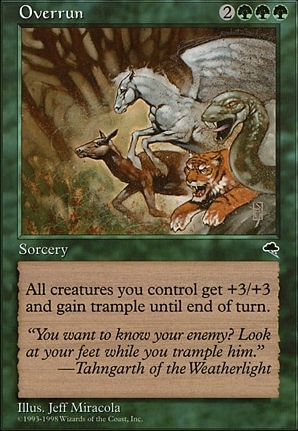 Overrun 2
Sorcery
All creatures you control get +3/+3
and gain trample until end of turn.
“You want to know your enemy? Look
at your feet while you trample him.”
—Tahngarth of the Weatherlight
Illus. Jeff Miracola
©1993-1998 Wizards of the Coast, Inc.